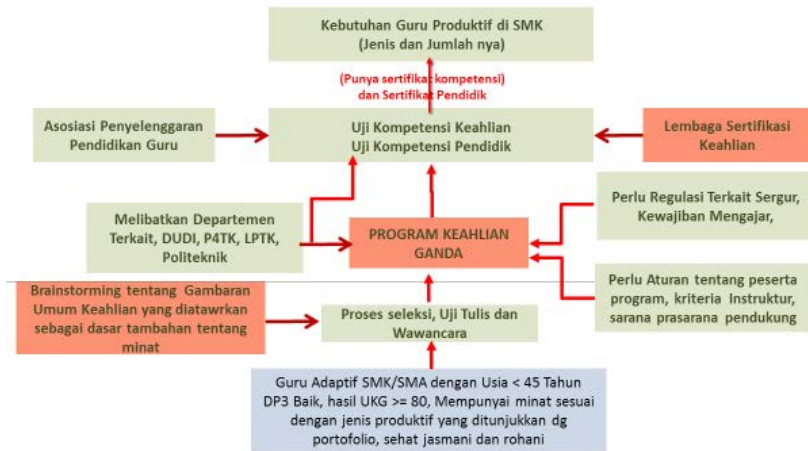 Kebutuhan Guru Produktif di SMK
(Jenis dan Jumlah nya)
(Punya sertifikat kompetensi)
dan Sertifikat Pendidik
Asosiasi Penyelenggaran
Pendidikan Guru
Uji Kompetensi Keahlian
Uji Kompetensi Pendidik
Lembaga Sertifikasi
Keahlian
Melibatkan Departemen
Terkait, DUDI, P4TK, LPTK,
Politeknik
PROGRAM KEAHLIAN
GANDA
Perlu Regulasi Terkait Sergur,
Kewajiban Mengajar,
Brainstorming tentang Gambaran
Umum Keahlian yang diatawrkan
sebagai dasar tambahan tentang
minat
Proses seleksi, Uji Tulis dan
Wawancara
Perlu Aturan tentang peserta
program, kriteria Instruktur,
sarana prasarana pendukung
Guru Adaptif SMK/SMA dengan Usia < 45 Tahun
DP3 Baik, hasil UKG >= 80, Mempunyai minat sesuai
dengan jenis produktif yang ditunjukkan dg
portofolio, sehat jasmani dan rohani